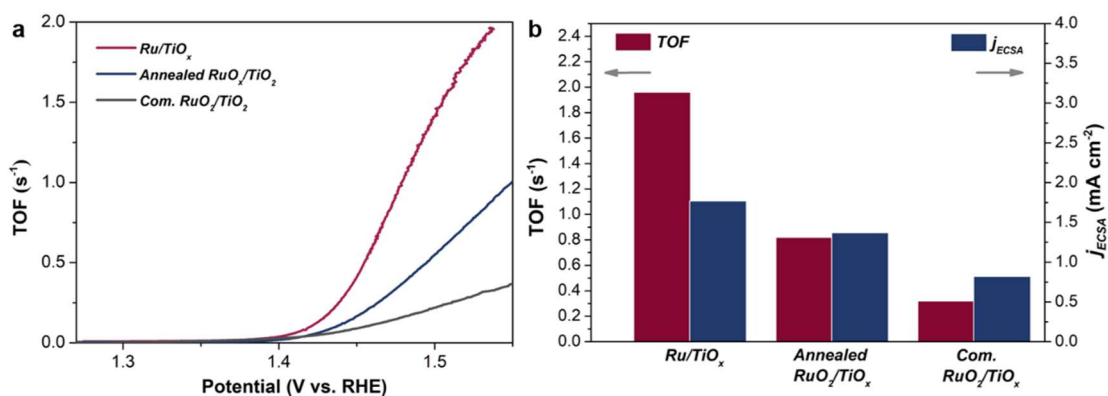 a
2.0
1.5
1.0
0.5
0.0
TOF (s⁻¹)
Ru/TiOₓ
Annealed RuOₓ/TiO₂
Com. RuO₂/TiO₂
1.3 1.4 1.5
Potential (V vs. RHE)
b
2.4
2.2
2.0
1.8
1.6
1.4
1.2
1.0
0.8
0.6
0.4
0.2
0.0
TOF (s⁻¹)
TOF
j_ECSA
4.0
3.5
3.0
2.5
2.0
1.5
1.0
0.5
0.0
j_ECSA (mA cm⁻²)
Ru/TiOₓ
Annealed
RuO₂/TiOₓ
Com.
RuO₂/TiOₓ